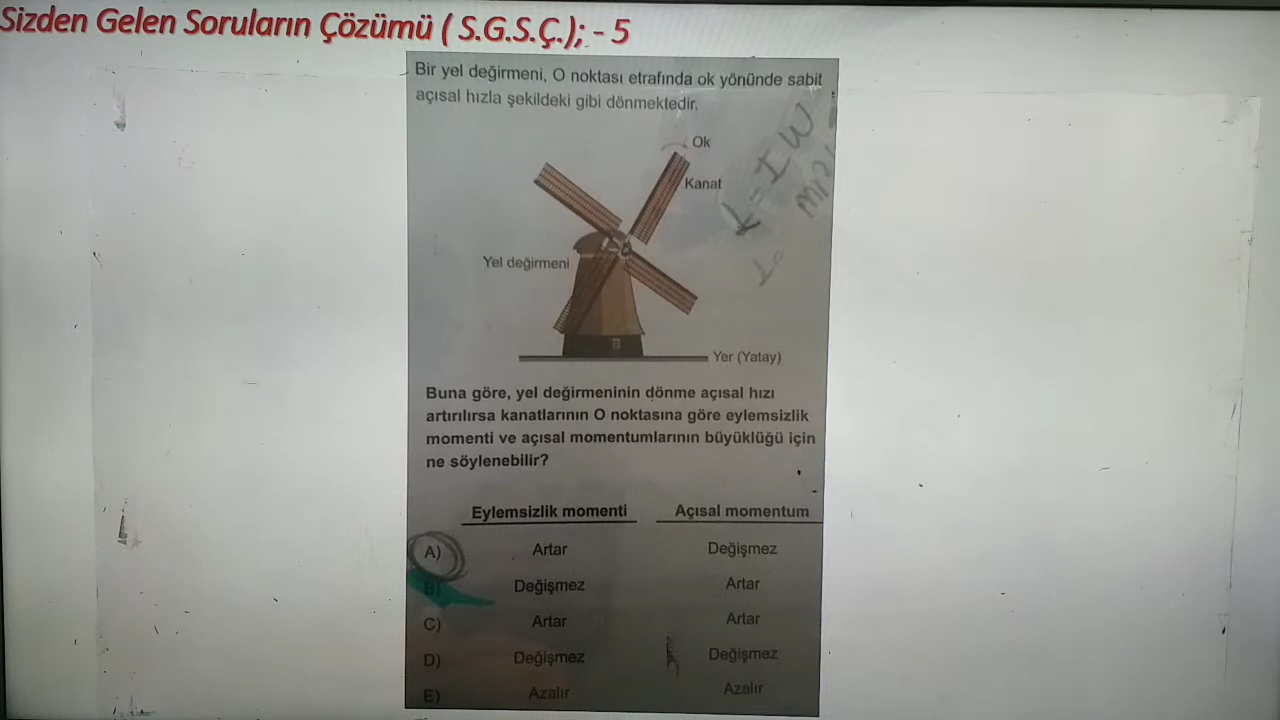 Sizden Gelen Soruların Çözümü ( S.G.S.Ç.); - 5
Bir yel değirmeni, O noktası etrafında ok yönünde sabit
açısal hızla şekildeki gibi dönmektedir.
Ok
Kanat
k = I W
Yel değirmeni
Yer (Yatay)
Buna göre, yel değirmeninin dönme açısal hızı
artırılırsa kanatlarının O noktasına göre eylemsizlik
momenti ve açısal momentumlarının büyüklüğü için
ne söylenebilir?
Eylemsizlik momenti Açısal momentum
A) Artar Değişmez
B) Değişmez Artar
C) Artar Artar
D) Değişmez Değişmez
E) Azalır Azalır